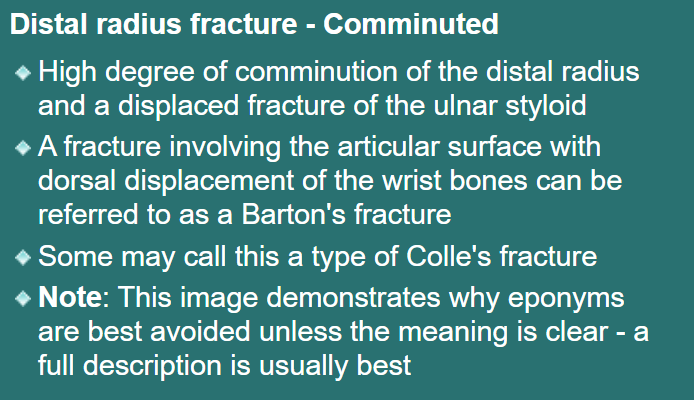 Distal radius fracture - Comminuted
High degree of comminution of the distal radius
and a displaced fracture of the ulnar styloid
A fracture involving the articular surface with
dorsal displacement of the wrist bones can be
referred to as a Barton's fracture
Some may call this a type of Colle's fracture
Note: This image demonstrates why eponyms
are best avoided unless the meaning is clear - a
full description is usually best